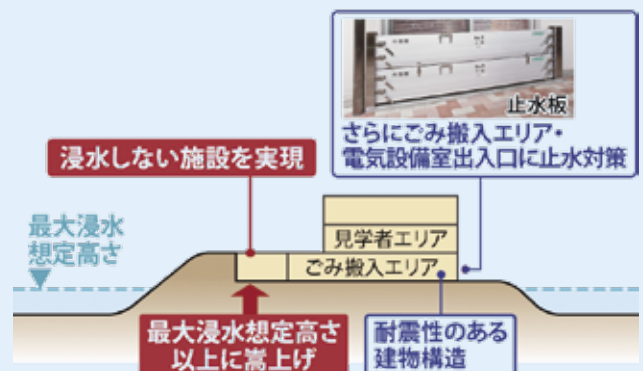 止水板
さらにごみ搬入エリア・
電気設備室出入口に止水対策
浸水しない施設を実現
最大浸水
想定高さ
見学者エリア
ごみ搬入エリア
最大浸水想定高さ
以上に嵩上げ
耐震性のある
建物構造